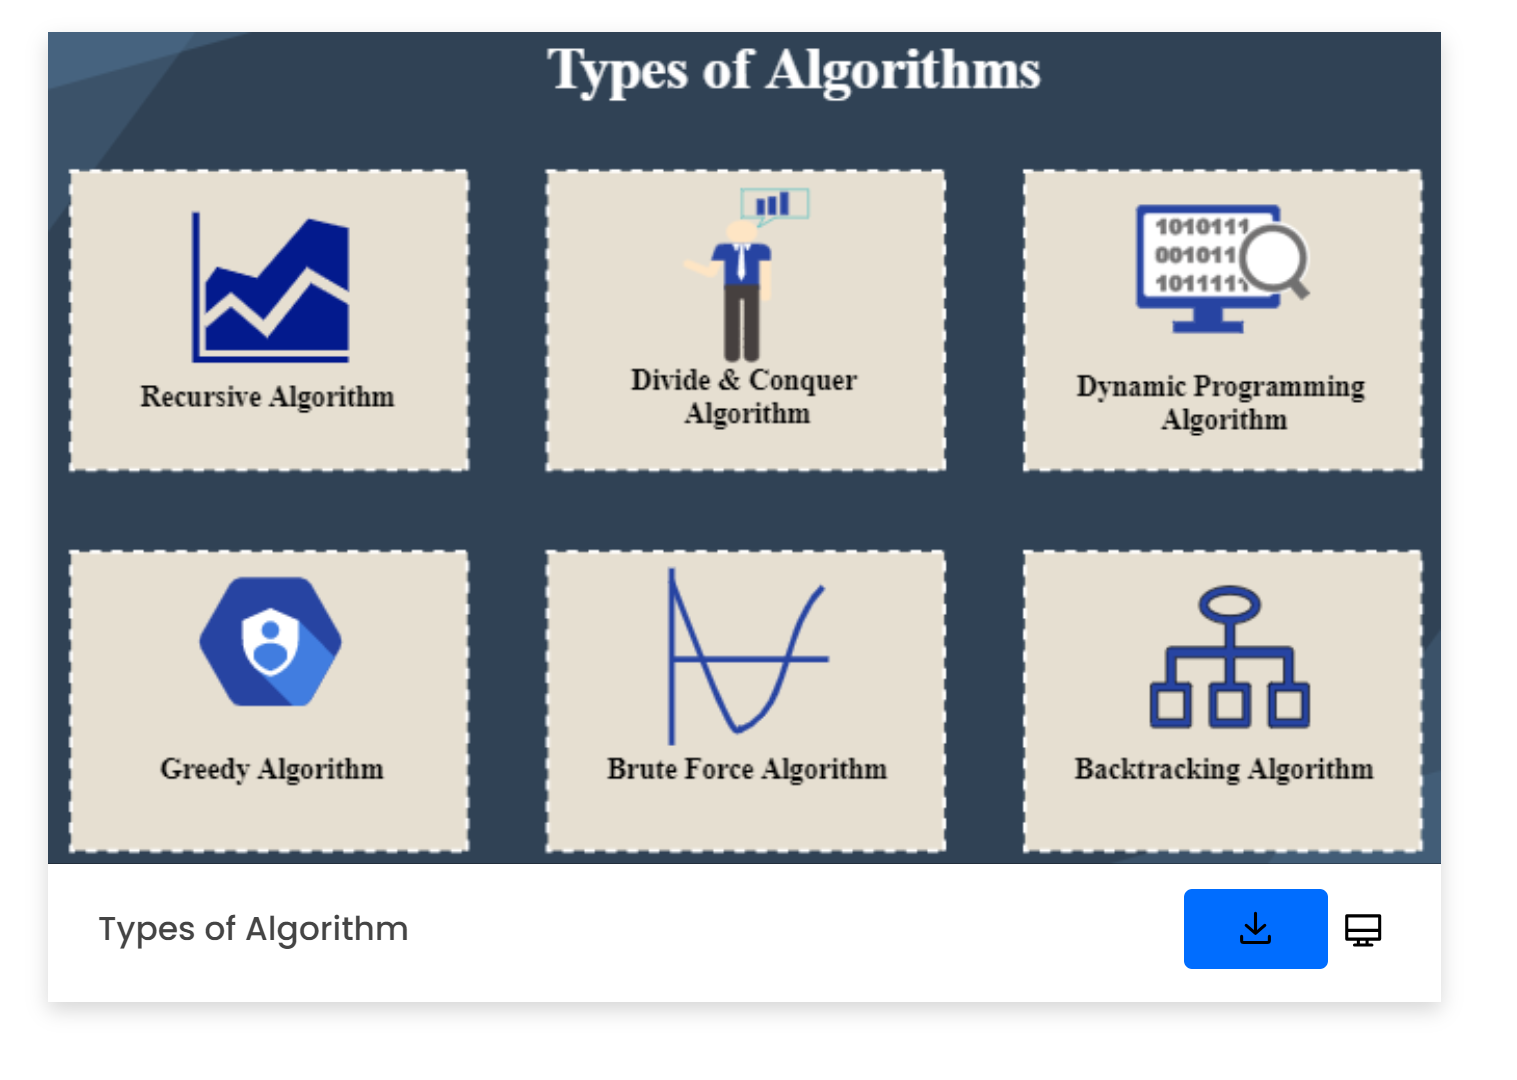 Types of Algorithms
1010111
001011
101111
Recursive Algorithm
Divide & Conquer
Algorithm
Dynamic Programming
Algorithm
Greedy Algorithm
Brute Force Algorithm
Backtracking Algorithm
Types of Algorithm